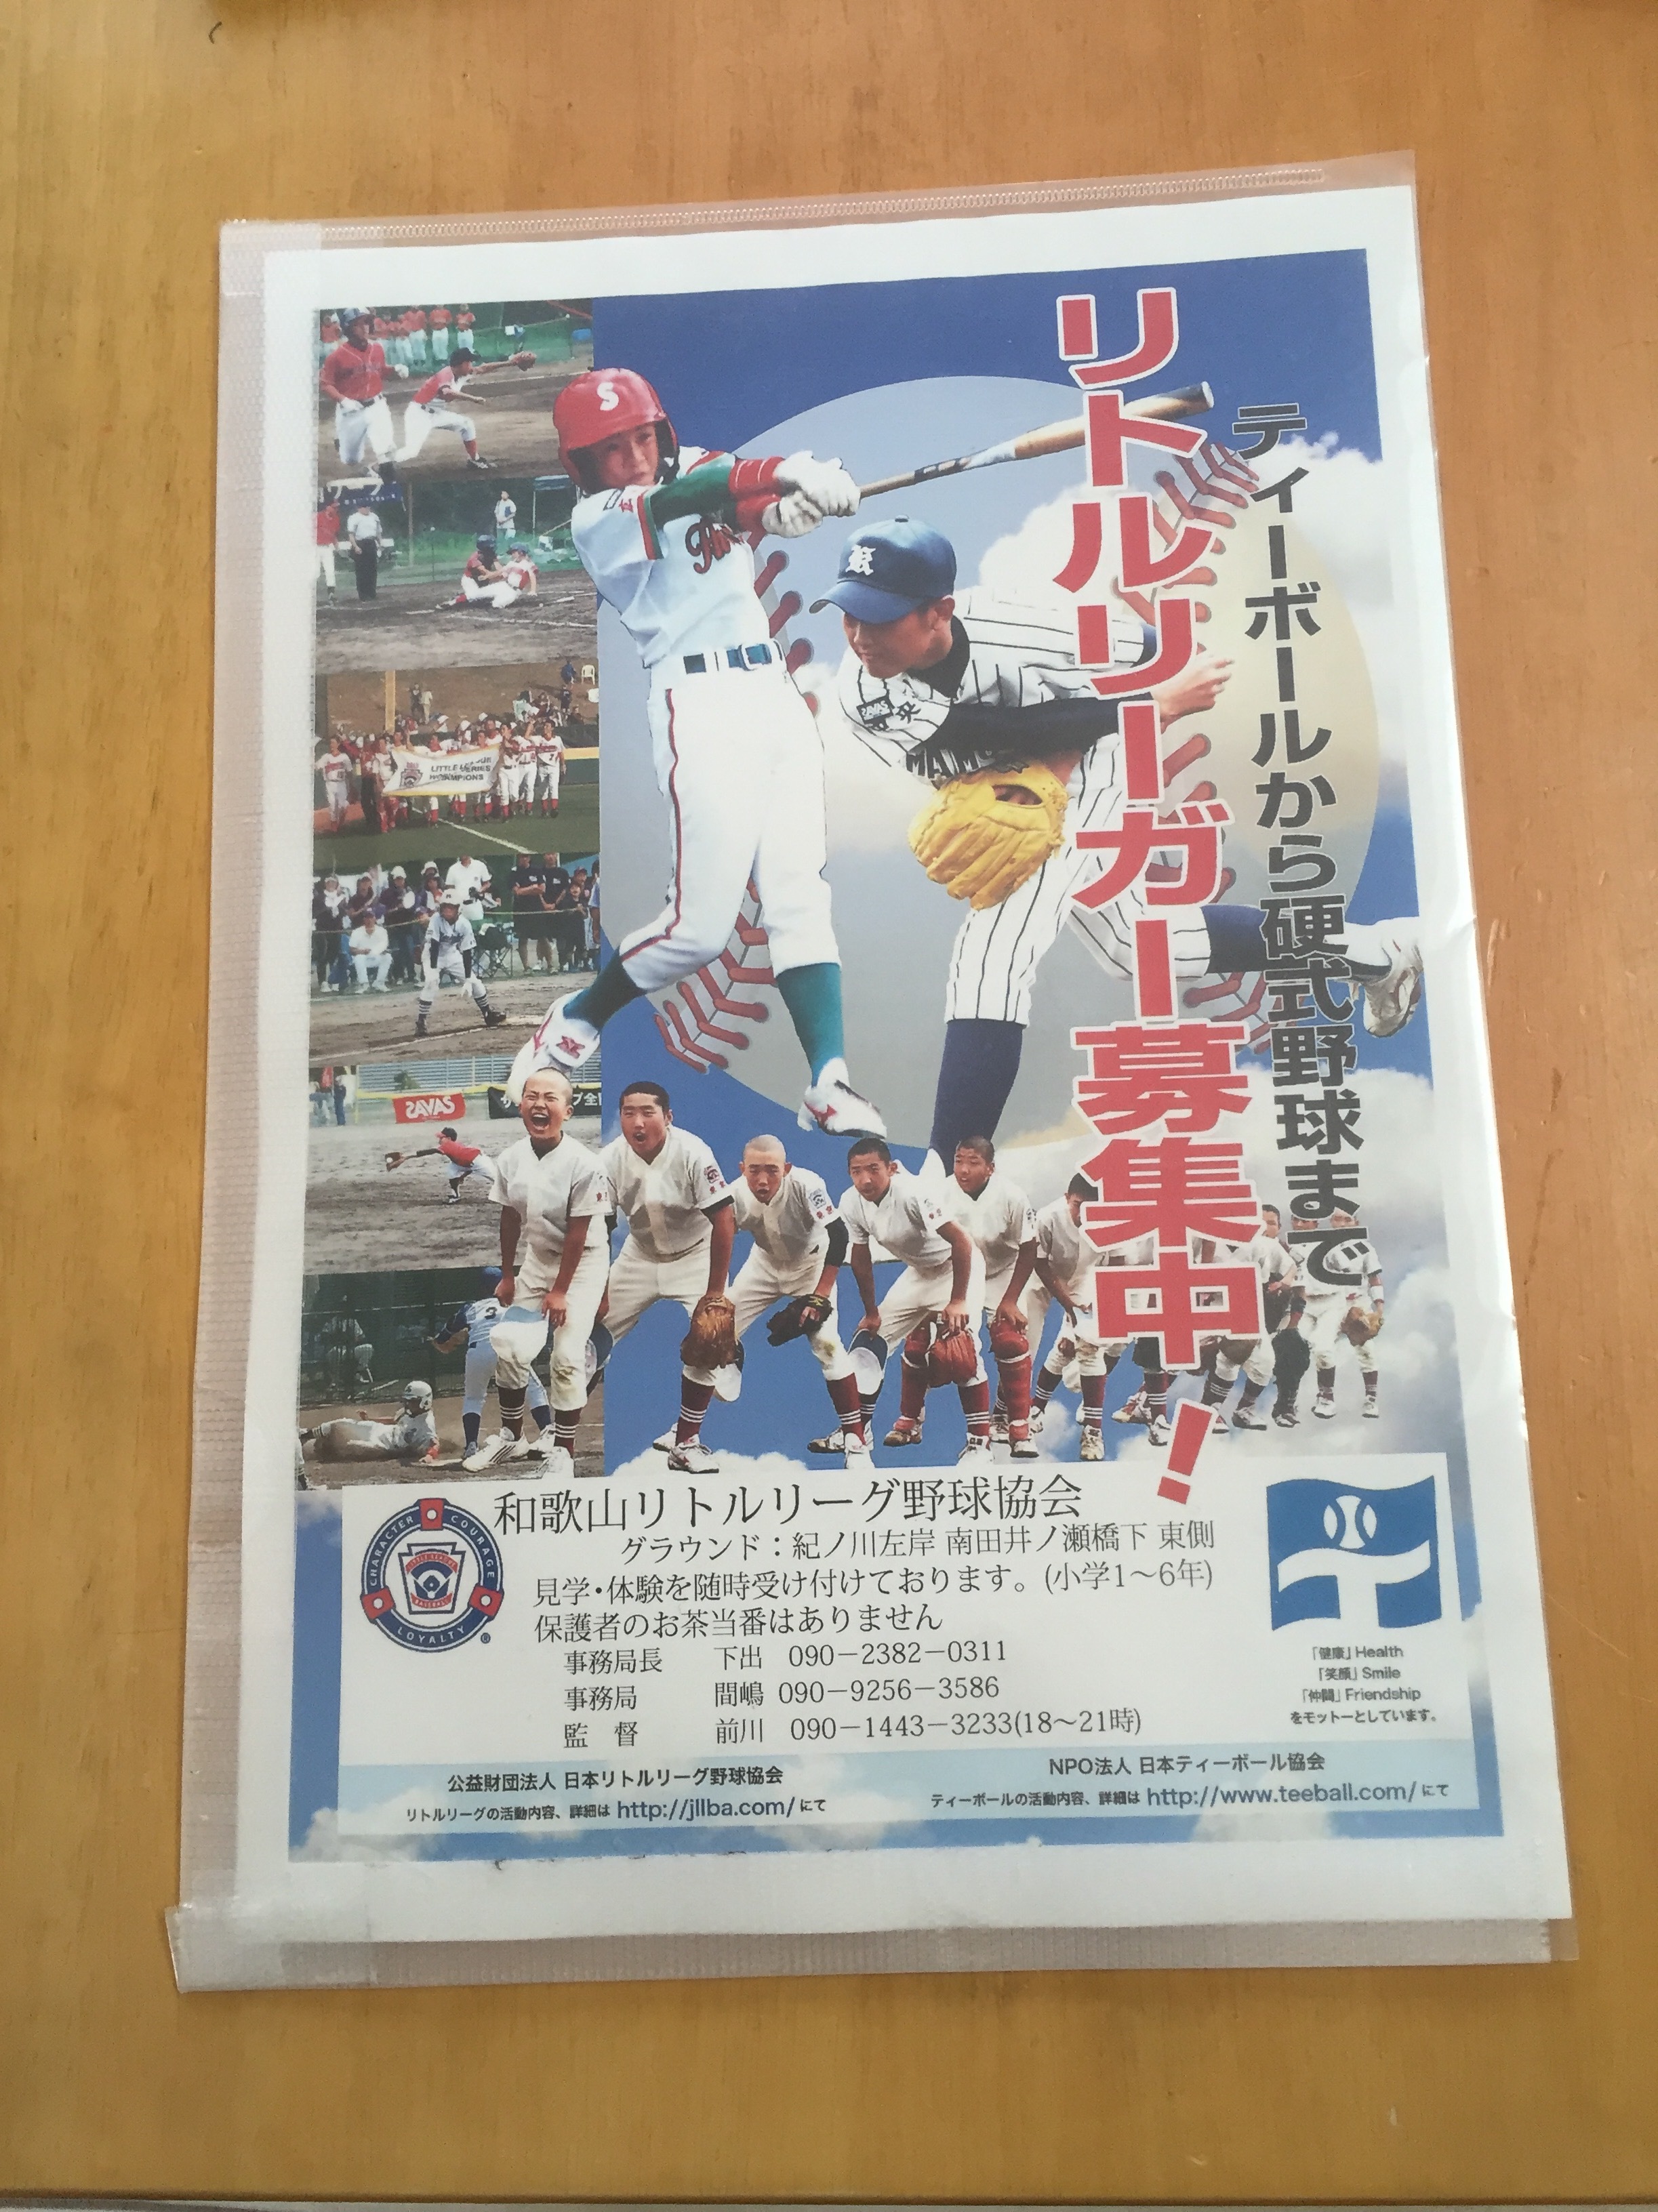 リトルリーガー募集中!
ティーボールから硬式野球まで
S
SAVAS
LITTLE LEAGUE
SERIES
CHAMPIONS
SAVAS
和歌山リトルリーグ野球協会
グラウンド：紀ノ川左岸 南田井ノ瀬橋下 東側
見学・体験を随時受け付けております。(小学1～6年)
保護者のお茶当番はありません
事務局長 下出 090－2382－0311
事務局 間嶋 090－9256－3586
監 督 前川 090－1443－3233(18～21時)
CHARACTER COURAGE LOYALTY
LITTLE LEAGUE
BASEBALL
「健康」Health
「笑顔」Smile
「仲間」Friendship
をモットーとしています。
公益財団法人 日本リトルリーグ野球協会
リトルリーグの活動内容、詳細は http://jllba.com/ にて
NPO法人 日本ティーボール協会
ティーボールの活動内容、詳細は http://www.teeball.com/ にて